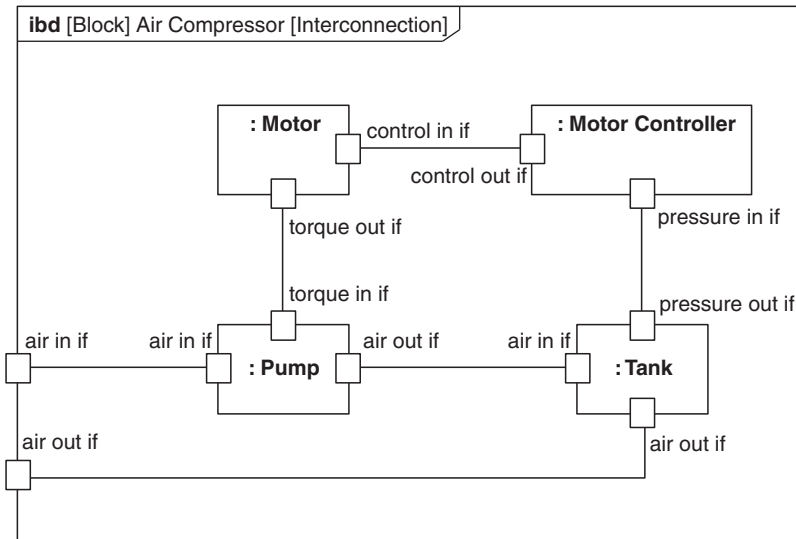 ibd [Block] Air Compressor [Interconnection]
: Motor
control in if
: Motor Controller
control out if
torque out if
pressure in if
torque in if
pressure out if
air in if
air in if
air out if
air in if
: Pump
: Tank
air out if
air out if